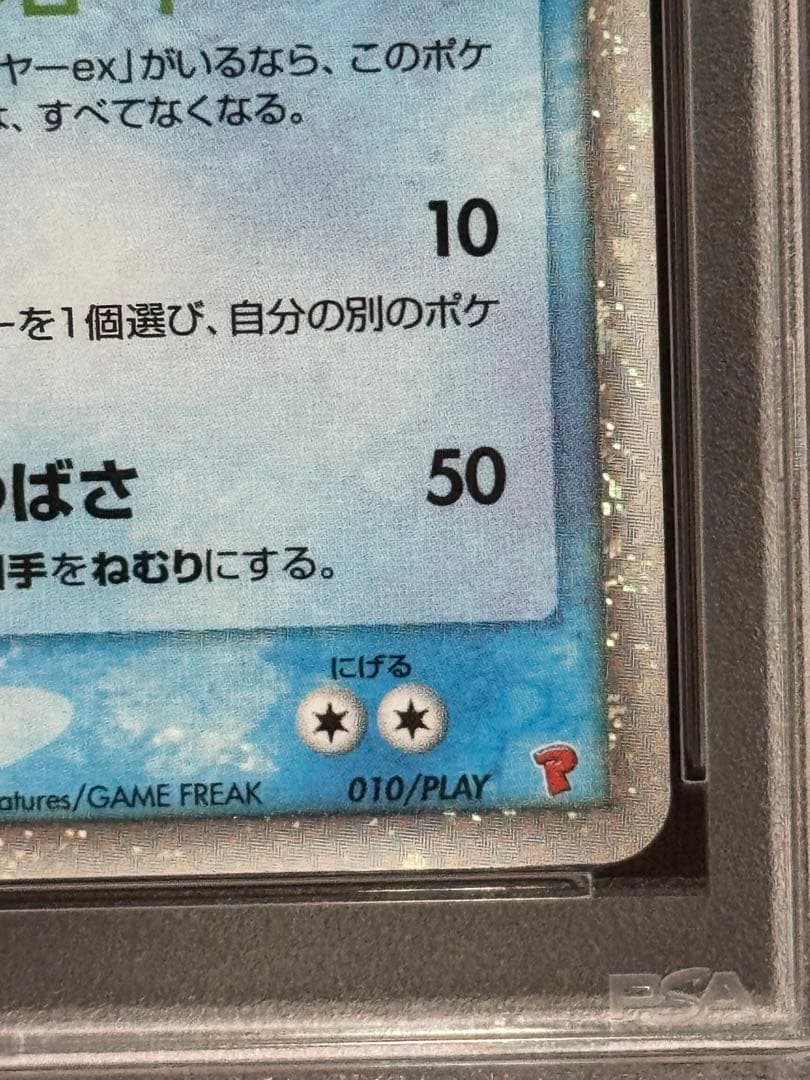 ヤーex」がいるなら、このポケ
、すべてなくなる。
10
ーを1個選び、自分の別のポケ
ばさ
50
手をねむりにする。
にげる
atures/GAME FREAK
010/PLAY
P
PSA